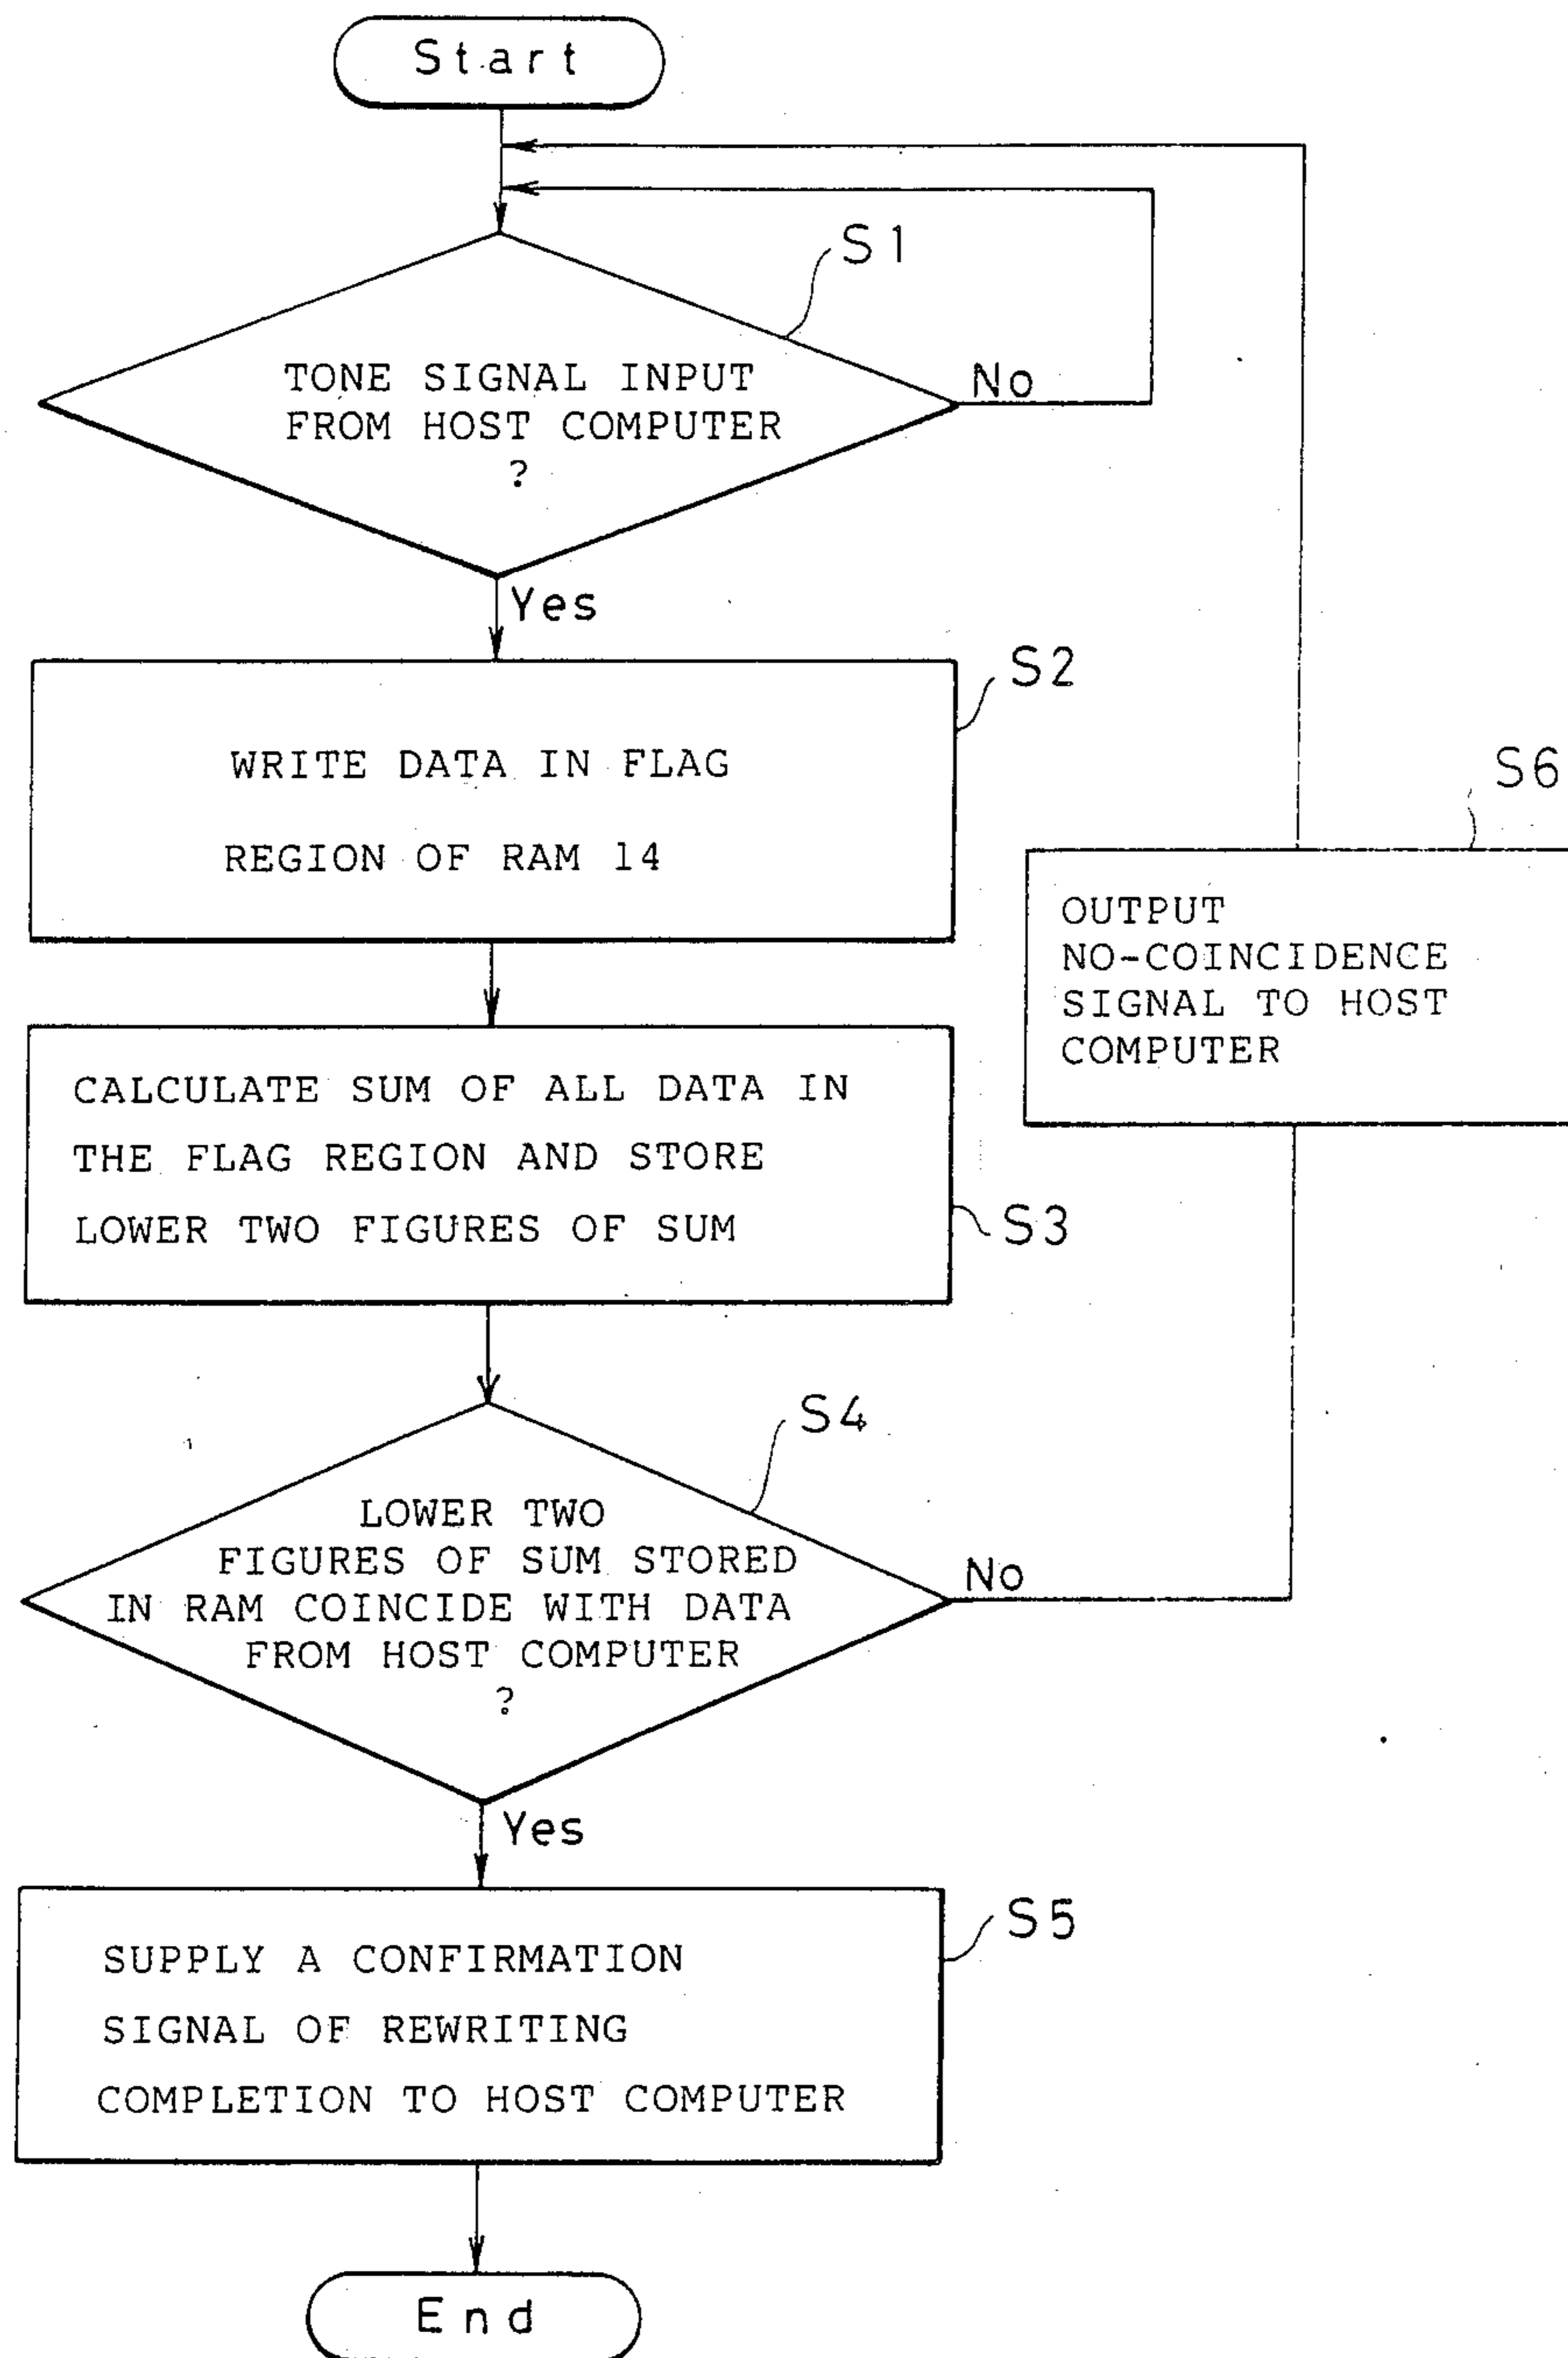 Start
S1
TONE SIGNAL INPUT
FROM HOST COMPUTER
?
No
Yes
S2
WRITE DATA IN FLAG
REGION OF RAM 14
S6
OUTPUT
NO-COINCIDENCE
SIGNAL TO HOST
COMPUTER
CALCULATE SUM OF ALL DATA IN
THE FLAG REGION AND STORE
LOWER TWO FIGURES OF SUM
S3
S4
LOWER TWO
FIGURES OF SUM STORED
IN RAM COINCIDE WITH DATA
FROM HOST COMPUTER
?
No
Yes
S5
SUPPLY A CONFIRMATION
SIGNAL OF REWRITING
COMPLETION TO HOST COMPUTER
End